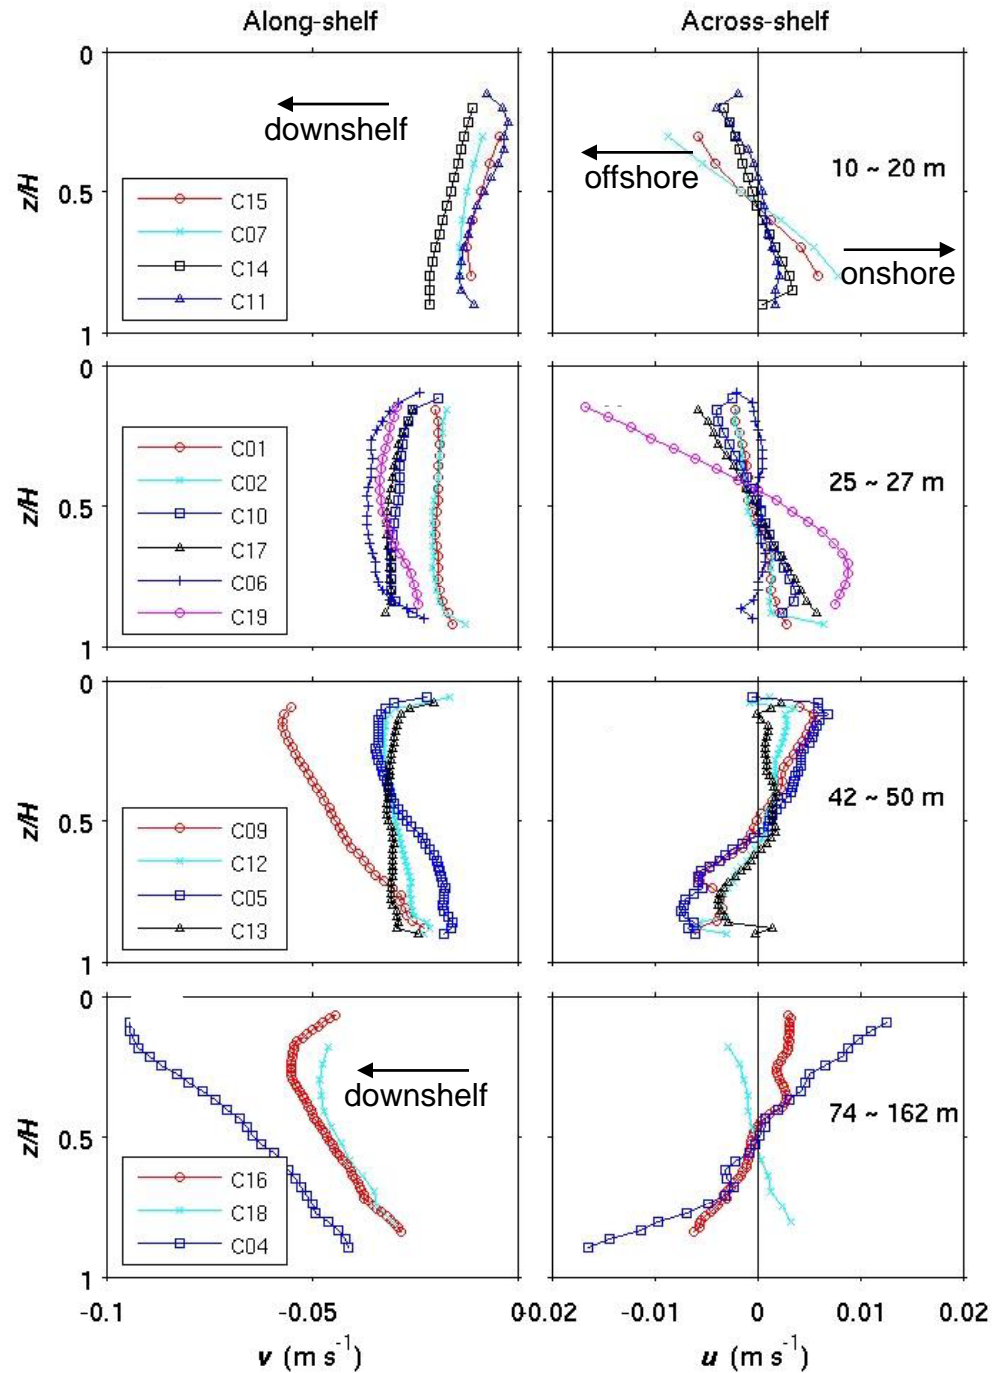 Along-shelf
Across-shelf
0
0.5
1
z/H
downshelf
C15
C07
C14
C11
offshore
onshore
10 ~ 20 m
0
0.5
1
z/H
C01
C02
C10
C17
C06
C19
25 ~ 27 m
0
0.5
1
z/H
C09
C12
C05
C13
42 ~ 50 m
0
0.5
1
z/H
downshelf
C16
C18
C04
74 ~ 162 m
-0.1
-0.05
0
-0.02
-0.01
0
0.01
0.02
v (m s⁻¹)
u (m s⁻¹)